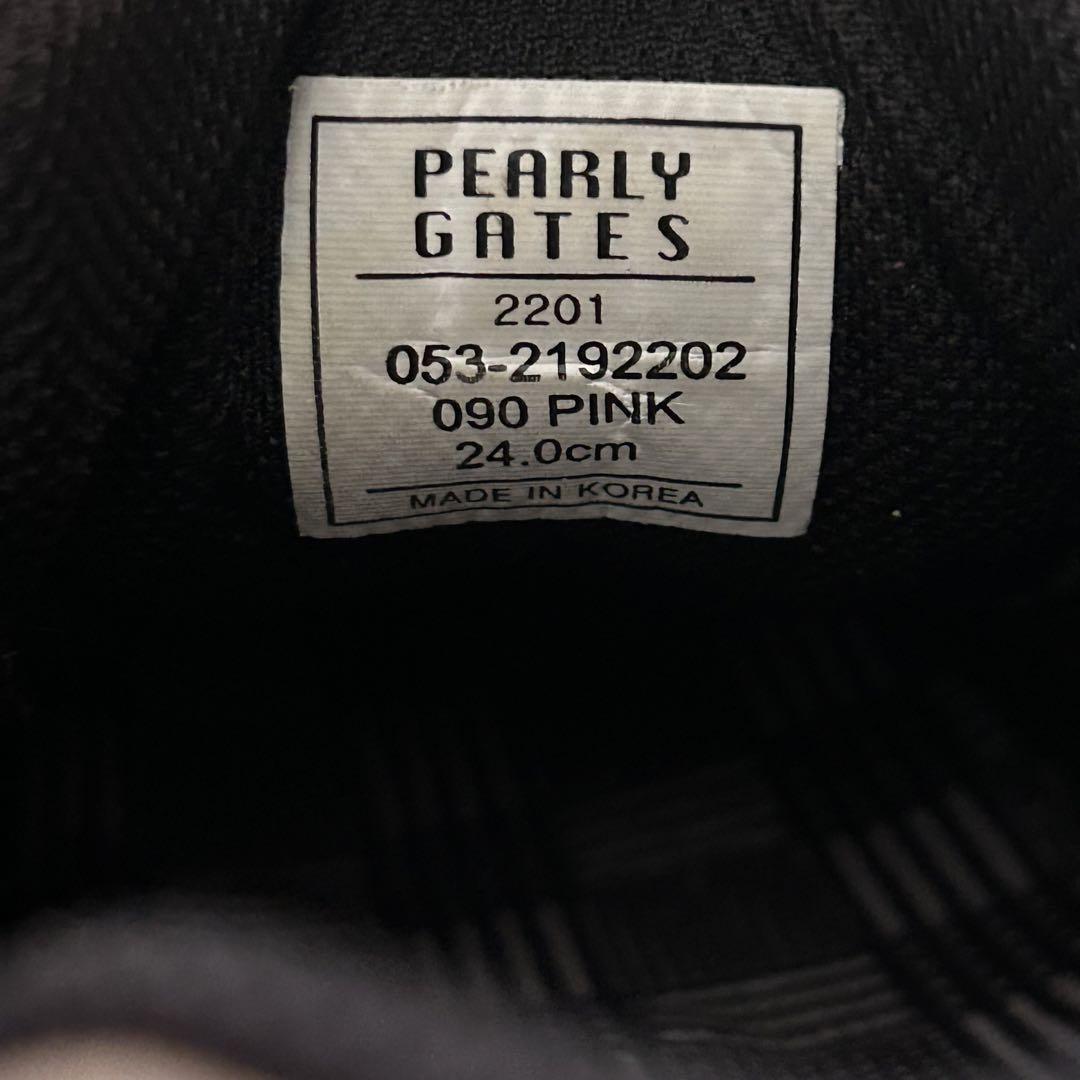 PEARLY
GATES
2201
053-2192202
090 PINK
24.0cm
MADE IN KOREA